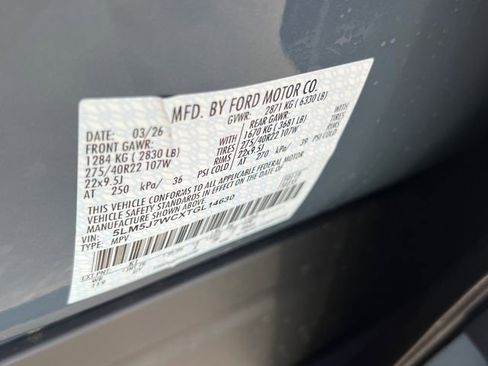 MFD. BY FORD MOTOR CO.
DATE: 03/26 GVWR: 2871 KG ( 6330 LB)
FRONT GAWR: REAR GAWR:
1284 KG ( 2830 LB) WITH 1670 KG ( 3681 LB) WITH
275/40R22 107W TIRES 275/40R22 107W TIRES
22x9.5J RIMS 22x9.5J RIMS
AT 250 kPa/ 36 PSI COLD AT 270 kPa/ 39 PSI COLD
THIS VEHICLE CONFORMS TO ALL APPLICABLE FEDERAL MOTOR
VEHICLE SAFETY STANDARDS IN EFFECT ON THE DATE OF
MANUFACTURE SHOWN ABOVE.
VIN: 5LM5J7WCXTGL14630
TYPE: MPV
EXT PNT: